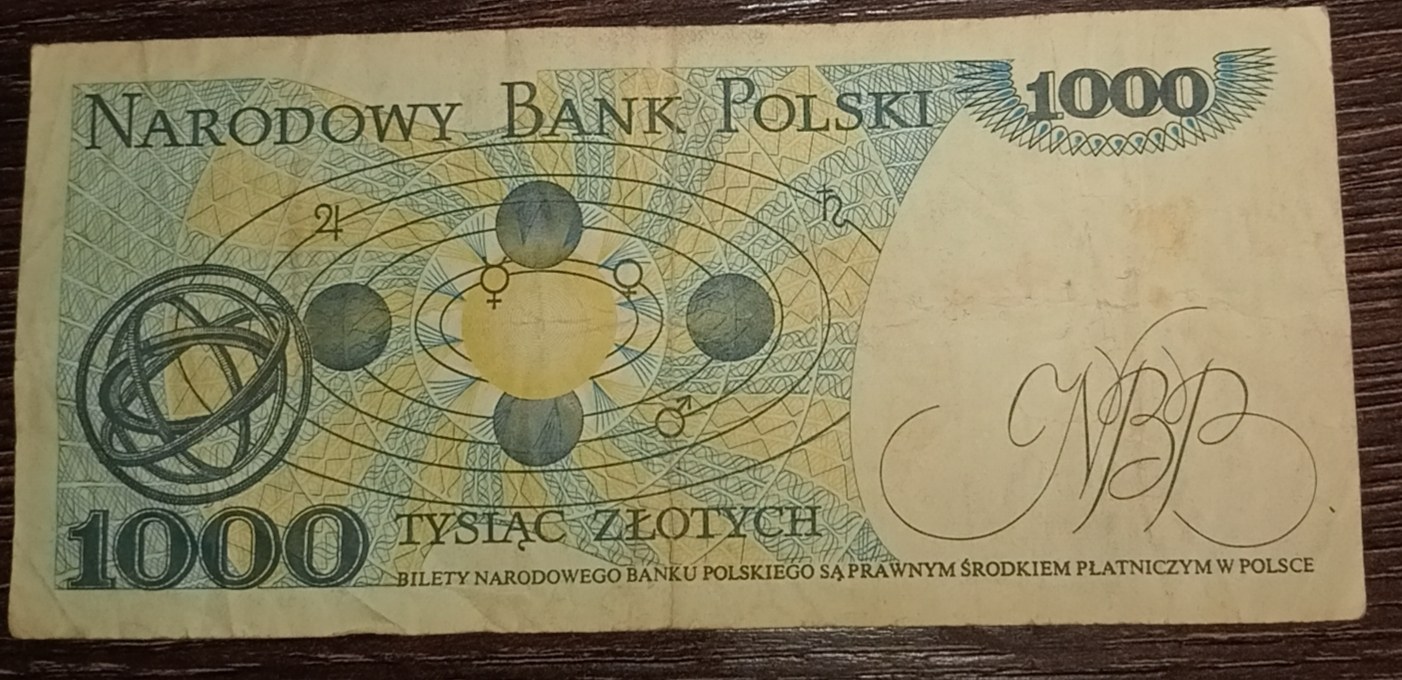 NARODOWY BANK POLSKI
1000
♃
♄
☿
♀
♂
NBP
1000
TYSIĄC ZŁOTYCH
BILETY NARODOWEGO BANKU POLSKIEGO SĄ PRAWNYM ŚRODKIEM PŁATNICZYM W POLSCE